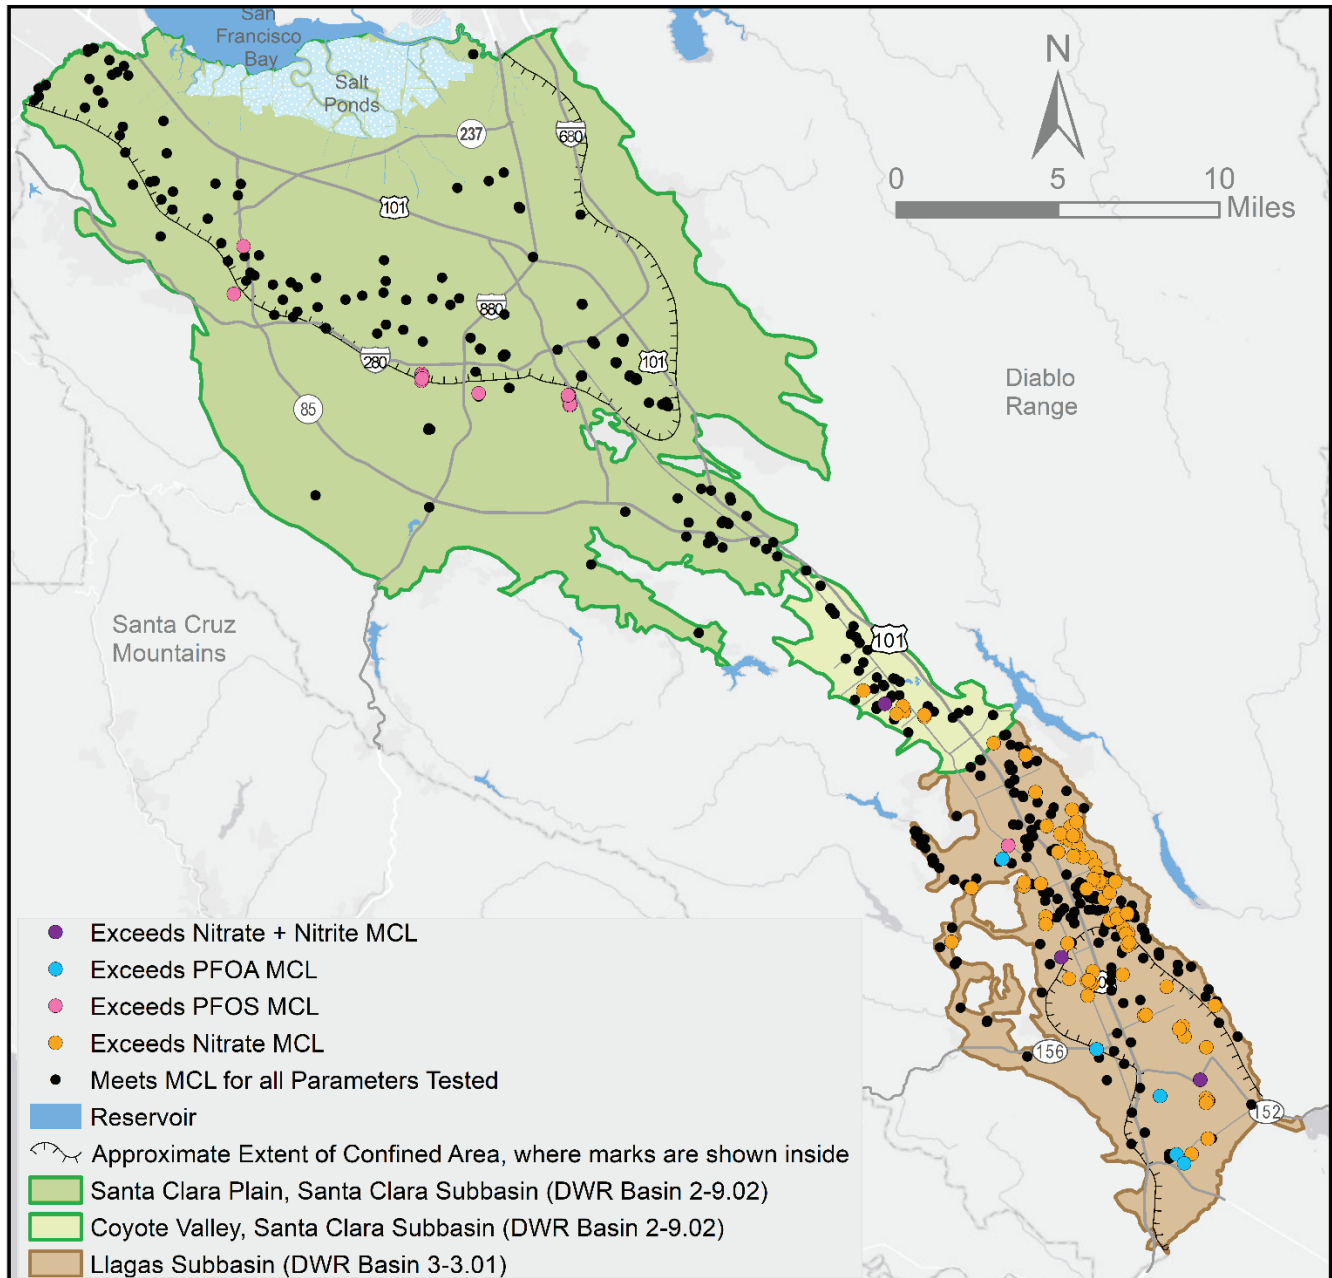 San
Francisco
Bay
Salt
Ponds
N
237
680
0 5 10
Miles
101
880
101
280
85
Diablo
Range
Santa Cruz
Mountains
101
156
152
Exceeds Nitrate + Nitrite MCL
Exceeds PFOA MCL
Exceeds PFOS MCL
Exceeds Nitrate MCL
Meets MCL for all Parameters Tested
Reservoir
Approximate Extent of Confined Area, where marks are shown inside
Santa Clara Plain, Santa Clara Subbasin (DWR Basin 2-9.02)
Coyote Valley, Santa Clara Subbasin (DWR Basin 2-9.02)
Llagas Subbasin (DWR Basin 3-3.01)